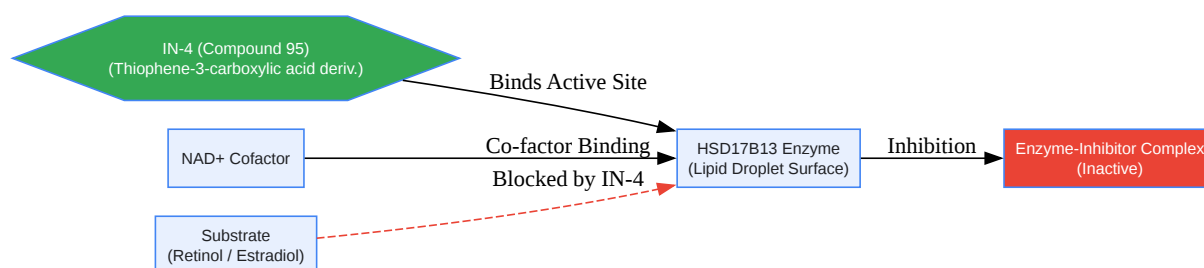 IN-4 (Compound 95)
(Thiophene-3-carboxylic acid deriv.)
Binds Active Site
NAD+ Cofactor
Co-factor Binding
HSD17B13 Enzyme
(Lipid Droplet Surface)
Inhibition
Enzyme-Inhibitor Complex
(Inactive)
Blocked by IN-4
Substrate
(Retinol / Estradiol)